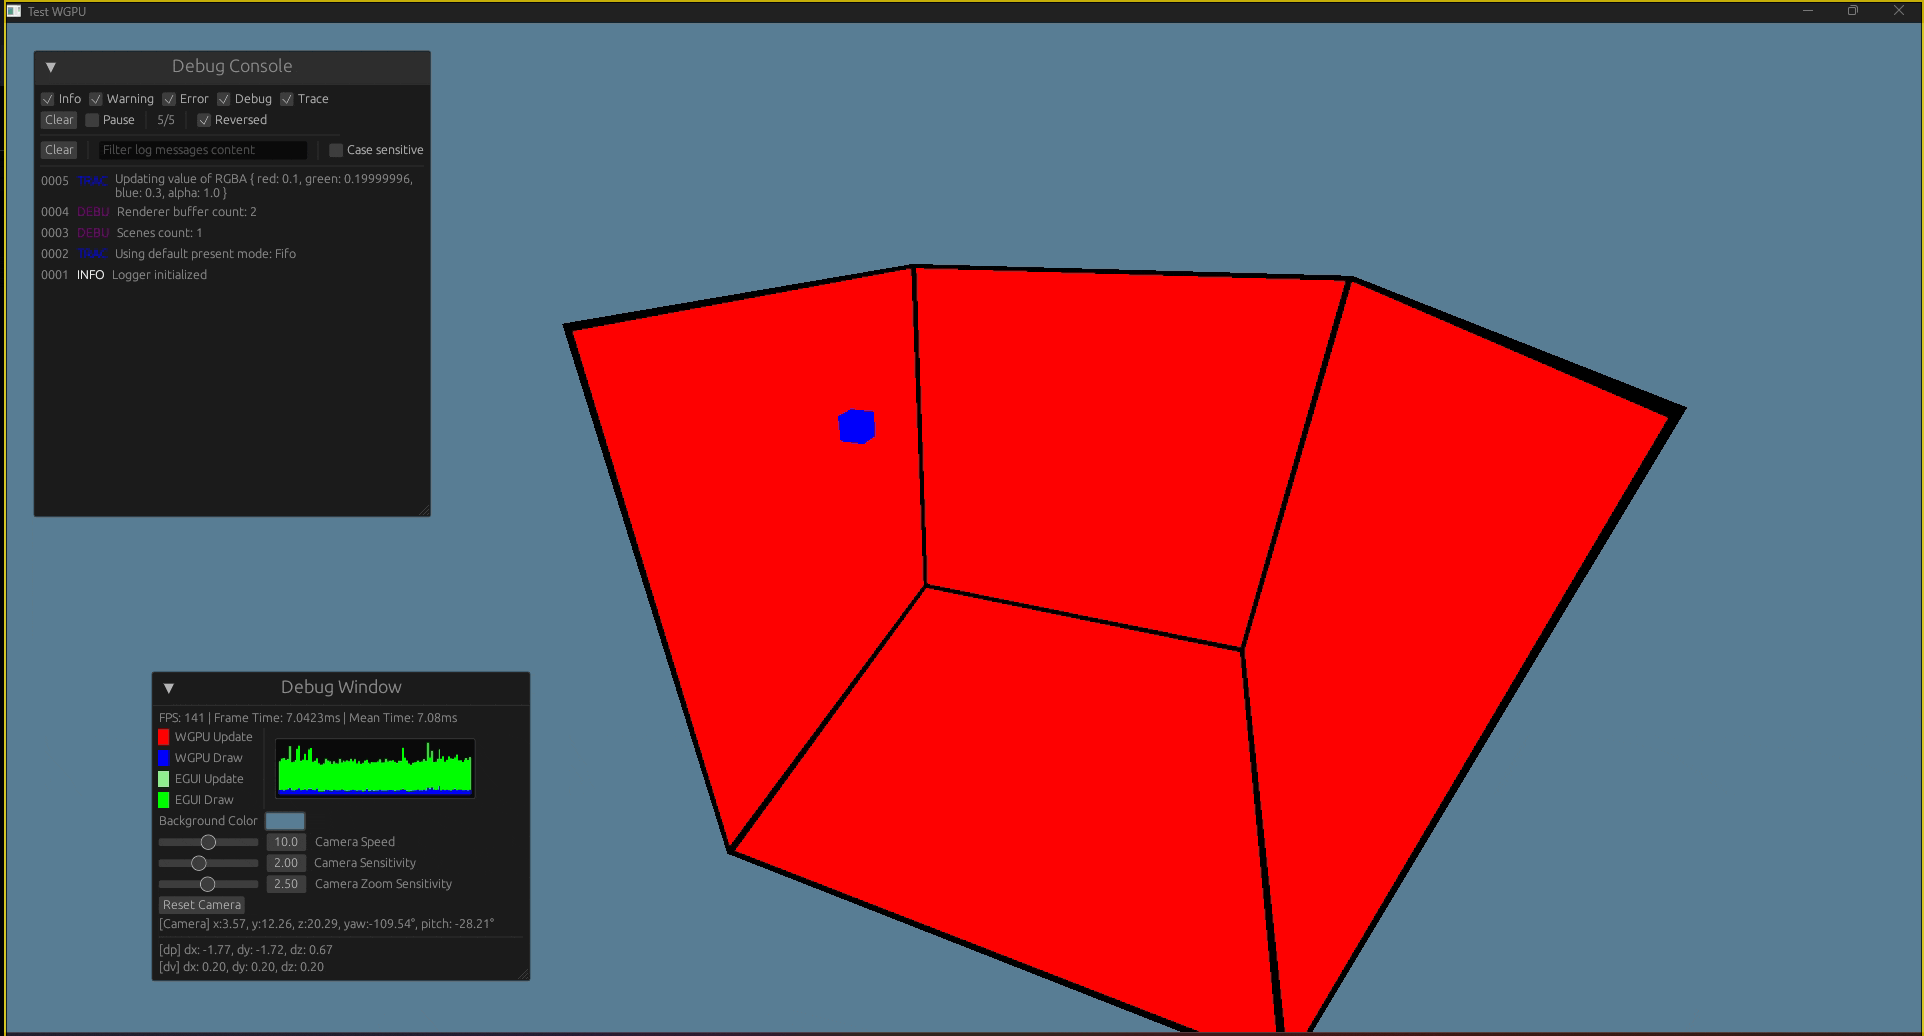 Test WGPU
Debug Console
Info Warning Error Debug Trace
Clear Pause 5/5 Reversed
Clear Filter log messages content Case sensitive
0005 TRAC Updating value of RGBA { red: 0.1, green: 0.19999996,
blue: 0.3, alpha: 1.0 }
0004 DEBU Renderer buffer count: 2
0003 DEBU Scenes count: 1
0002 TRAC Using default present mode: Fifo
0001 INFO Logger initialized
Debug Window
FPS: 141 | Frame Time: 7.0423ms | Mean Time: 7.08ms
WGPU Update
WGPU Draw
EGUI Update
EGUI Draw
Background Color
10.0 Camera Speed
2.00 Camera Sensitivity
2.50 Camera Zoom Sensitivity
Reset Camera
[Camera] x:3.57, y:12.26, z:20.29, yaw:-109.54°, pitch: -28.21°
[dp] dx: -1.77, dy: -1.72, dz: 0.67
[dv] dx: 0.20, dy: 0.20, dz: 0.20